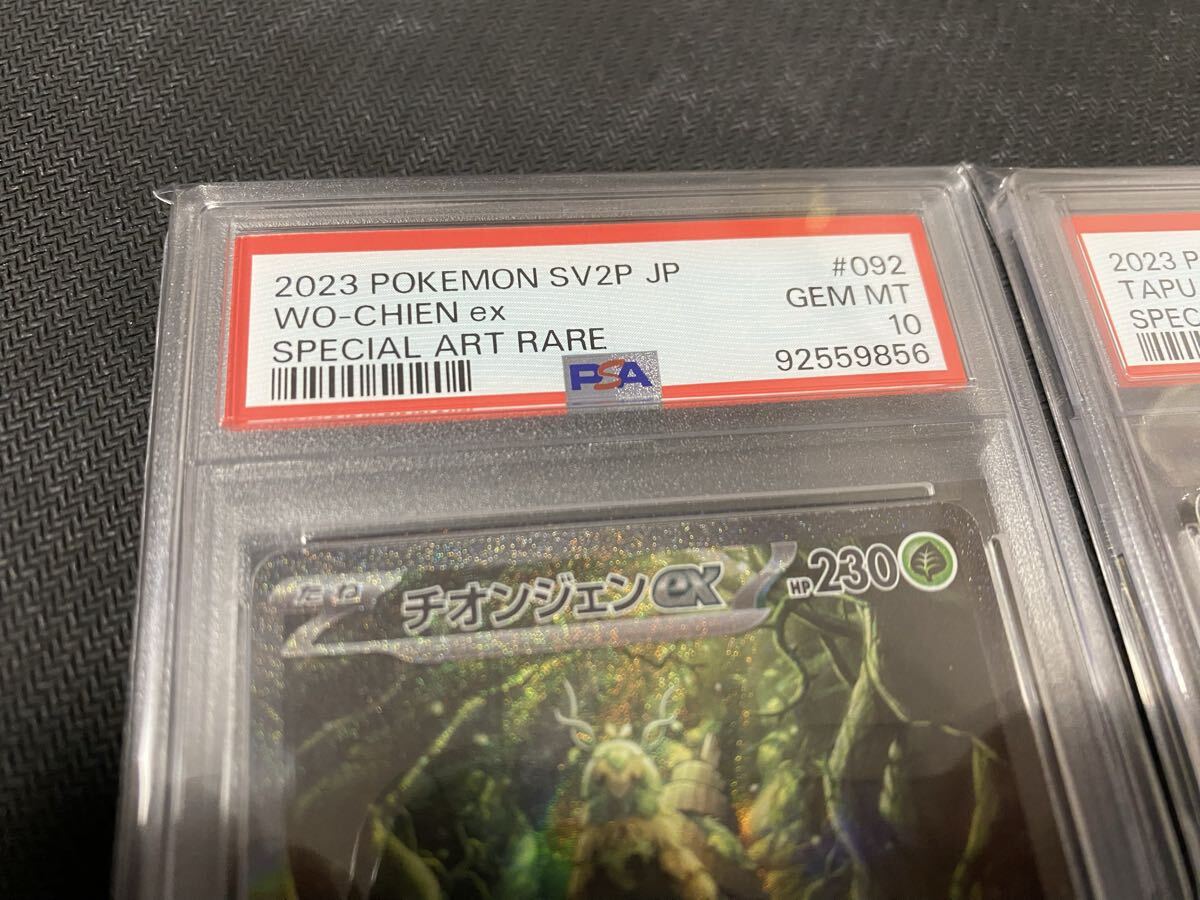 2023 POKEMON SV2P JP #092
WO-CHIEN ex GEM MT
SPECIAL ART RARE 10
PSA 92559856
たね チオンジェンex HP230
2023 P
TAPU
SPEC